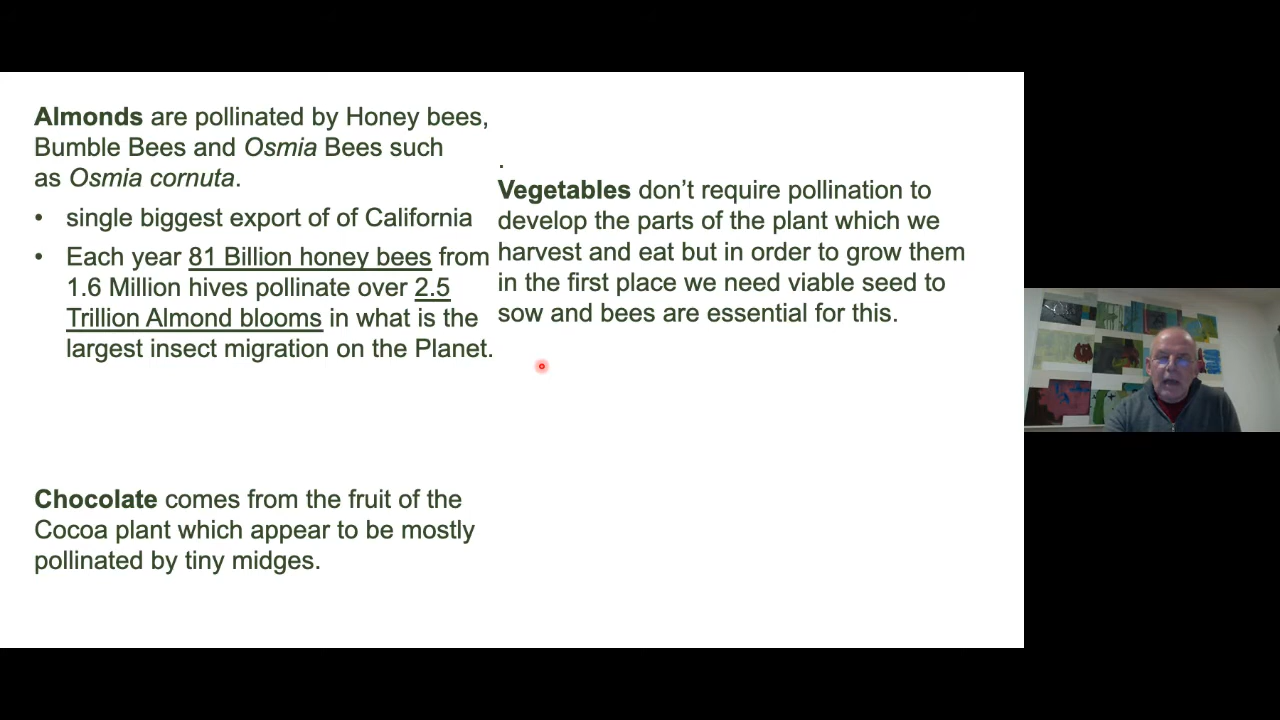 Almonds are pollinated by Honey bees,
Bumble Bees and Osmia Bees such
as Osmia cornuta.
• single biggest export of of California
• Each year 81 Billion honey bees from
1.6 Million hives pollinate over 2.5
Trillion Almond blooms in what is the
largest insect migration on the Planet.
Chocolate comes from the fruit of the
Cocoa plant which appear to be mostly
pollinated by tiny midges.
.
Vegetables don’t require pollination to
develop the parts of the plant which we
harvest and eat but in order to grow them
in the first place we need viable seed to
sow and bees are essential for this.